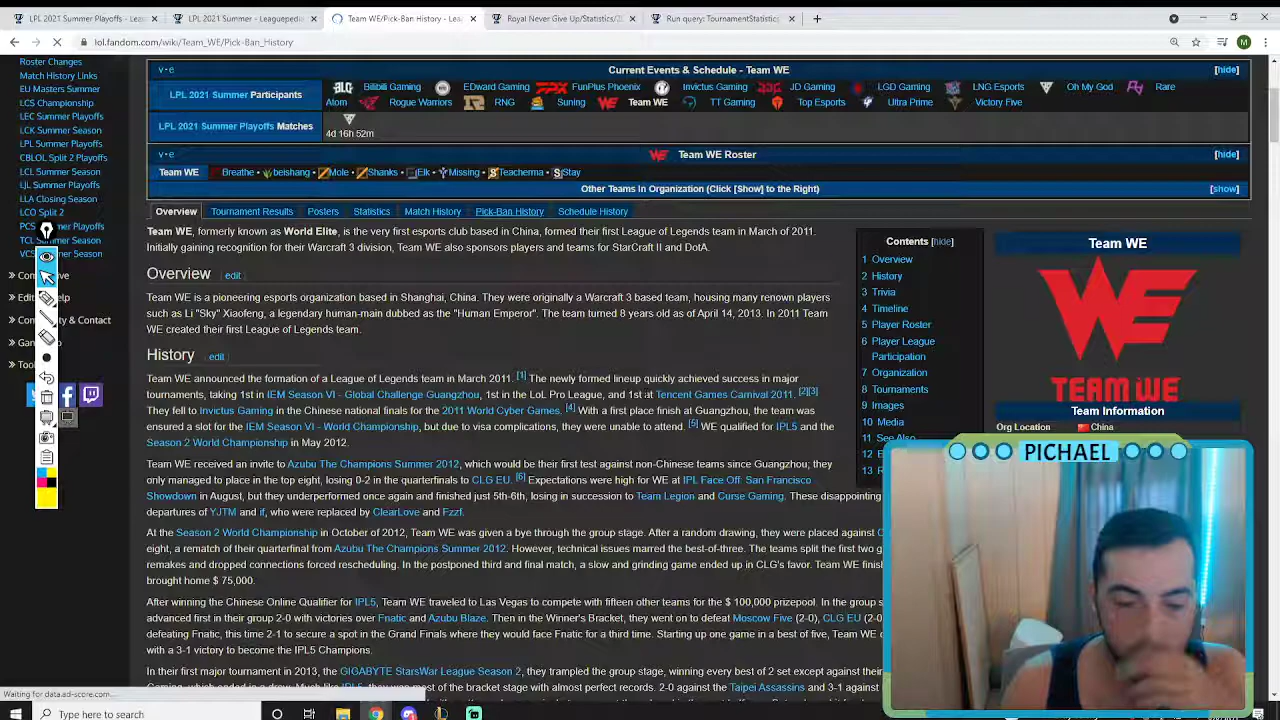 LPL 2021 Summer Playoffs - Lea
LPL 2021 Summer - Leaguepedia
Team WE/Pick-Ban History - Lea
Royal Never Give Up/Statistics/2
Run query: TournamentStatistics
lol.fandom.com/wiki/Team_WE/Pick-Ban_History
Roster Changes
Match History Links
EU Masters Summer
LCS Championship
LEC Summer Playoffs
LCK Summer Season
LPL Summer Playoffs
CBLOL Split 2 Playoffs
LCL Summer Season
LJL Summer Playoffs
LLA Closing Season
LCO Split 2
PCS Summer Playoffs
TCL Summer Season
VCS Summer Season
v·e
Current Events & Schedule - Team WE
[hide]
LPL 2021 Summer Participants
Bilibili Gaming EDward Gaming FunPlus Phoenix Invictus Gaming JD Gaming LGD Gaming LNG Esports Oh My God Rare
Atom Rogue Warriors RNG Suning Team WE TT Gaming Top Esports Ultra Prime Victory Five
LPL 2021 Summer Playoffs Matches
4d 16h 52m
v·e
Team WE Roster
[hide]
Team WE Breathe • beishang • Mole • Shanks • Elk • Missing • Teacherma • Stay
Other Teams In Organization (Click [Show] to the Right)
[show]
Overview Tournament Results Posters Statistics Match History Pick-Ban History Schedule History
Team WE, formerly known as World Elite, is the very first esports club based in China, formed their first League of Legends team in March of 2011.
Initially gaining recognition for their Warcraft 3 division, Team WE also sponsors players and teams for StarCraft II and DotA.
Overview edit
Team WE is a pioneering esports organization based in Shanghai, China. They were originally a Warcraft 3 based team, housing many renown players
such as Li "Sky" Xiaofeng, a legendary human-main dubbed as the "Human Emperor". The team turned 8 years old as of April 14, 2013. In 2011 Team
WE created their first League of Legends team.
History edit
Team WE announced the formation of a League of Legends team in March 2011. [1] The newly formed lineup quickly achieved success in major
tournaments, taking 1st in IEM Season VI - Global Challenge Guangzhou, 1st in the LoL Pro League, and 1st at Tencent Games Carnival 2011. [2][3]
They fell to Invictus Gaming in the Chinese national finals for the 2011 World Cyber Games. [4] With a first place finish at Guangzhou, the team was
ensured a slot for the IEM Season VI - World Championship, but due to visa complications, they were unable to attend. [5] WE qualified for IPL5 and the
Season 2 World Championship in May 2012.
Team WE received an invite to Azubu The Champions Summer 2012, which would be their first test against non-Chinese teams since Guangzhou; they
only managed to place in the top eight, losing 0-2 in the quarterfinals to CLG EU. [6] Expectations were high for WE at IPL Face Off: San Francisco
Showdown in August, but they underperformed once again and finished just 5th-6th, losing in succession to Team Legion and Curse Gaming. These disappointing
departures of YJTM and if, who were replaced by ClearLove and Fzzf.
At the Season 2 World Championship in October of 2012, Team WE was given a bye through the group stage. After a random drawing, they were placed against
eight, a rematch of their quarterfinal from Azubu The Champions Summer 2012. However, technical issues marred the best-of-three. The teams split the first two
remakes and dropped connections forced rescheduling. In the postponed third and final match, a slow and grinding game ended up in CLG's favor. Team WE
brought home $ 75,000.
After winning the Chinese Online Qualifier for IPL5, Team WE traveled to Las Vegas to compete with fifteen other teams for the $ 100,000 prizepool. In the group
advanced first in their group 2-0 with victories over Fnatic and Azubu Blaze. Then in the Winner's Bracket, they went on to defeat Moscow Five (2-0), CLG EU
defeating Fnatic, this time 2-1 to secure a spot in the Grand Finals where they would face Fnatic for a third time. Starting up one game in a best of five, Team WE
with a 3-1 victory to become the IPL5 Champions.
In their first major tournament in 2013, the GIGABYTE StarsWar League Season 2, they trampled the group stage, winning every best of 2 set except against
most of the bracket stage with almost perfect records. 2-0 against the Taipei Assassins and 3-1 against
Contents [hide]
1 Overview
2 History
3 Trivia
4 Timeline
5 Player Roster
6 Player League
Participation
7 Organization
8 Tournaments
9 Images
10 Media
11 See Also
12
13
Team WE
TEAM WE
Team Information
Org Location China
PICHAEL
Waiting for data.ad-score.com...
Type here to search